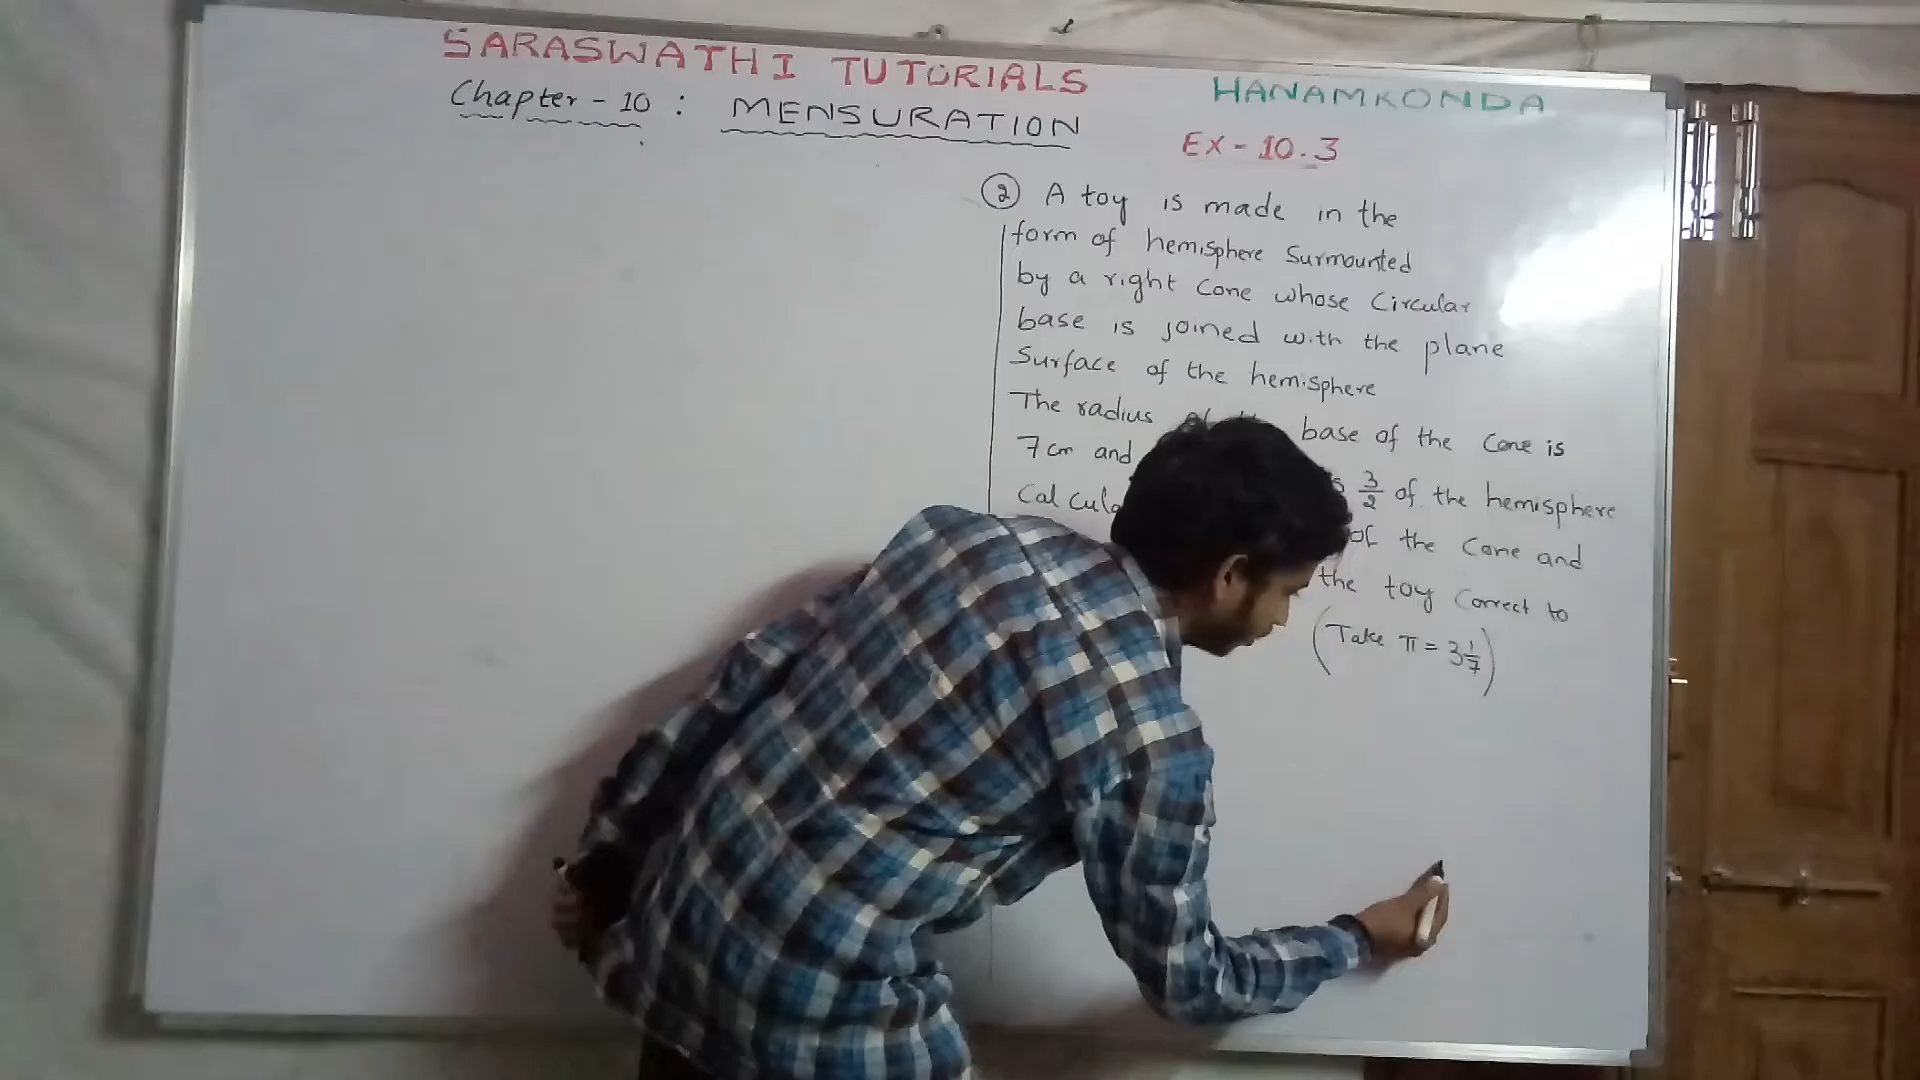 SARASWATHI TUTORIALS HANAMKONDA
Chapter - 10 : MENSURATION
EX - 10.3
② A toy is made in the
form of hemisphere Surmounted
by a right Cone whose Circular
base is joined with the plane
Surface of the hemisphere
The radius base of the Cone is
7 cm and 3/2 of the hemisphere
of the Cone and
the toy Correct to
(Take π = 3 1/7)